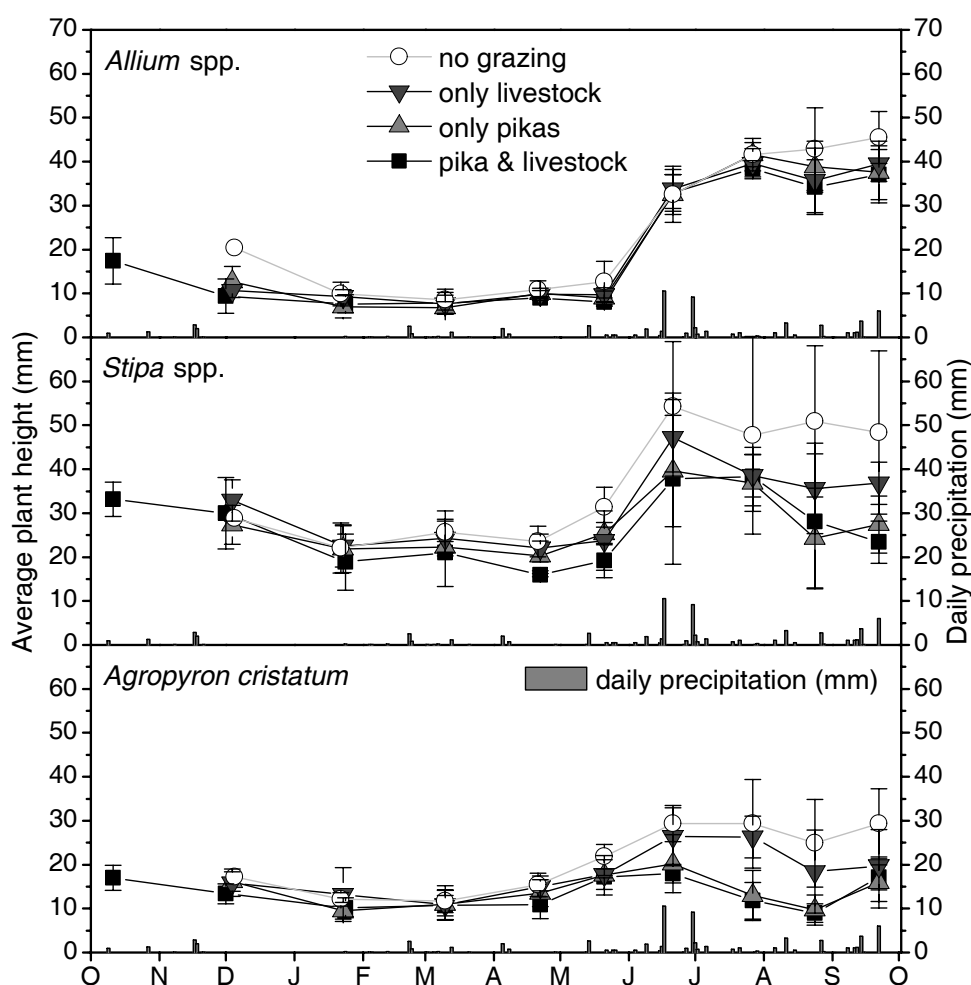 70 70
Allium spp.
no grazing
only livestock
only pikas
pika & livestock
60 60
50 50
40 40
30 30
20 20
10 10
0 0
Stipa spp.
60 60
50 50
40 40
30 30
20 20
10 10
0 0
Average plant height (mm)
Daily precipitation (mm)
Agropyron cristatum
daily precipitation (mm)
60 60
50 50
40 40
30 30
20 20
10 10
0 0
O N D J F M A M J J A S O